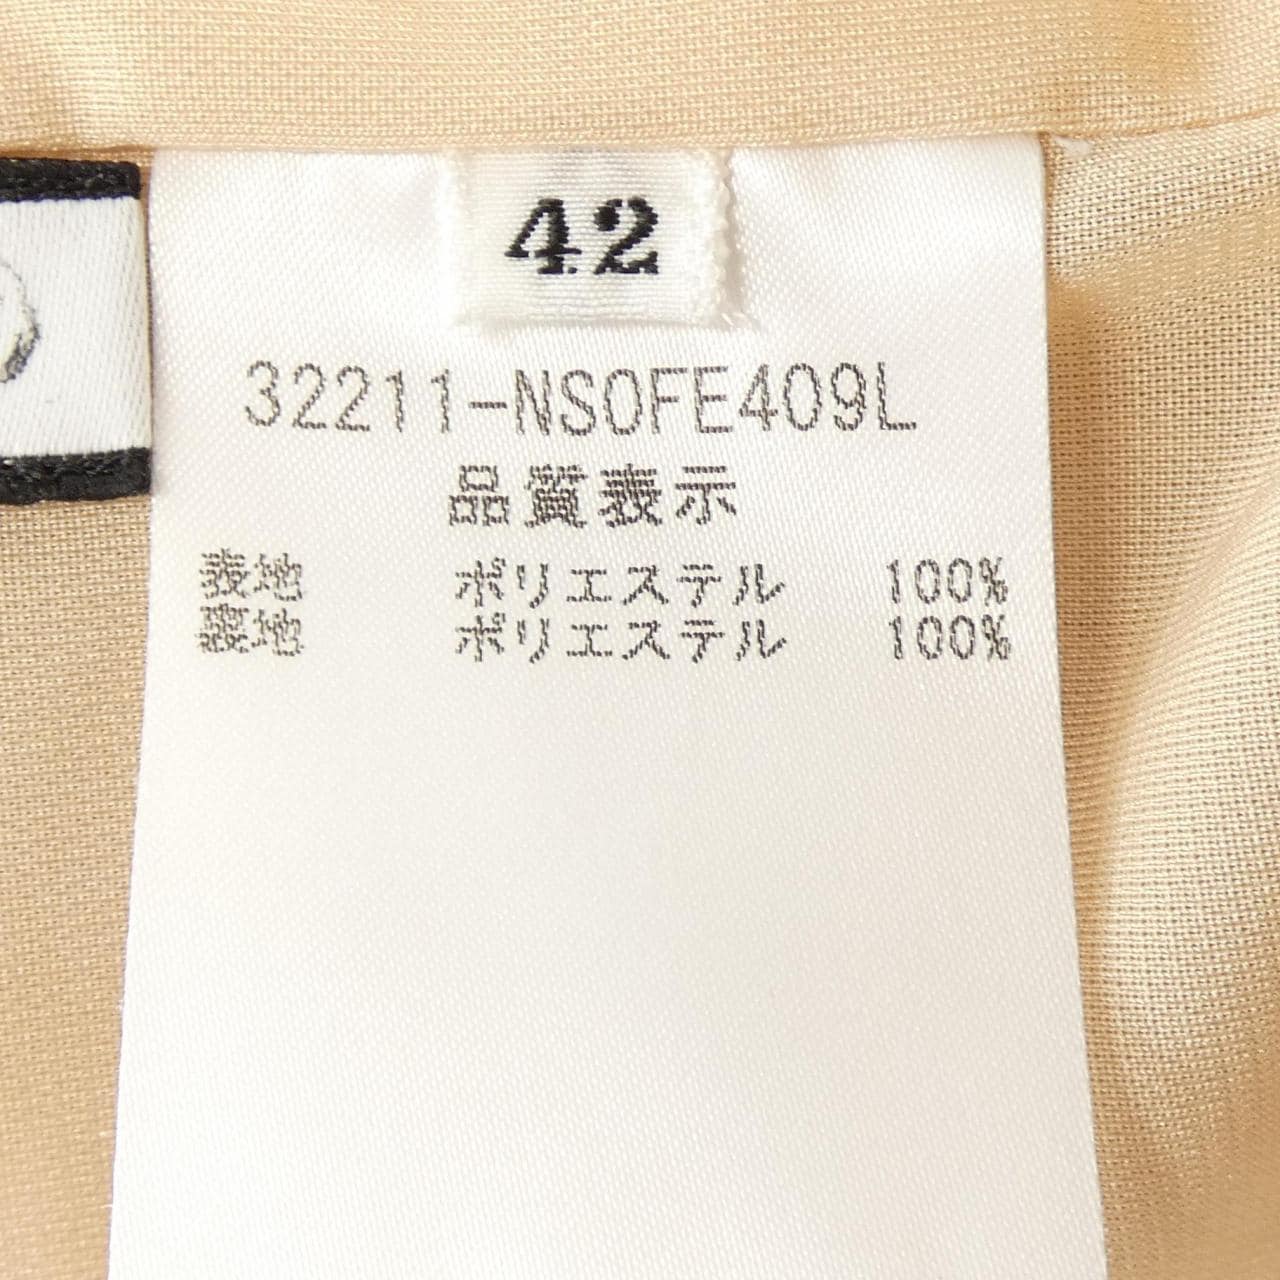 42
32211-NSOFE409L
品質表示
表地 ポリエステル 100%
裏地 ポリエステル 100%